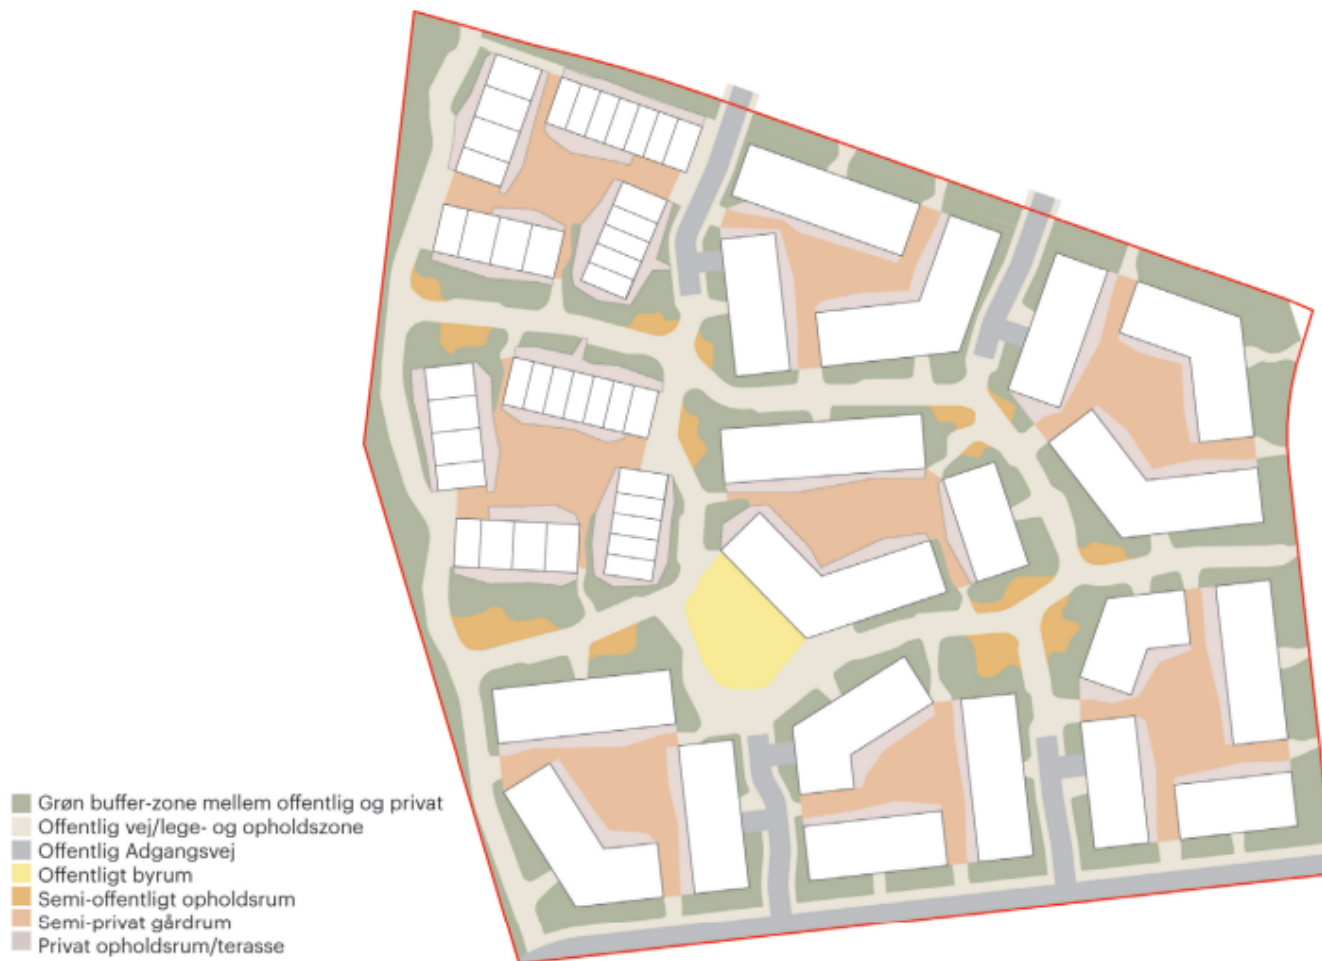 Grøn buffer-zone mellem offentlig og privat
Offentlig vej/lege- og opholdszone
Offentlig Adgangsvej
Offentligt byrum
Semi-offentligt opholdsrum
Semi-privat gårdrum
Privat opholdsrum/terasse